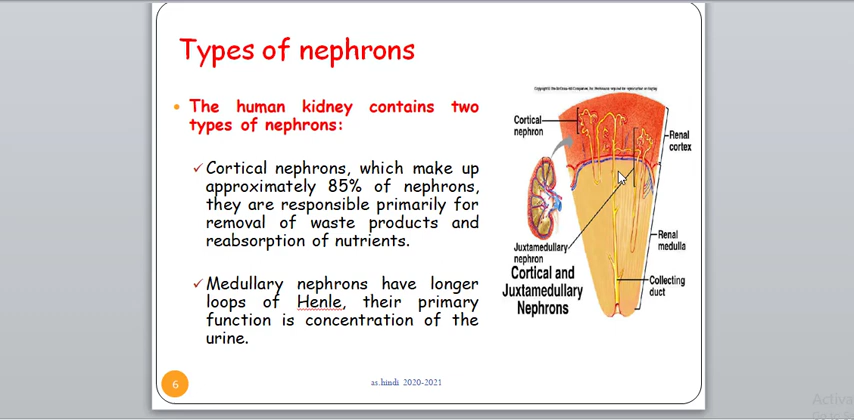 Types of nephrons
The human kidney contains two
types of nephrons:
Cortical nephrons, which make up
approximately 85% of nephrons,
they are responsible primarily for
removal of waste products and
reabsorption of nutrients.
Medullary nephrons have longer
loops of Henle, their primary
function is concentration of the
urine.
Cortical
nephron
Renal
cortex
Juxtamedullary
nephron
Renal
medulla
Collecting
duct
Cortical and
Juxtamedullary
Nephrons
6
as.hindi 2020-2021
Activa